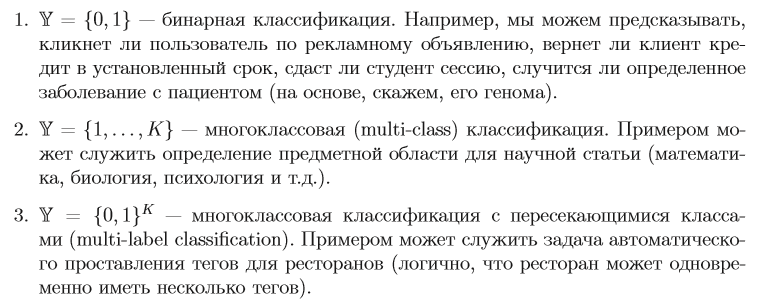 1. 𝕐 = {0, 1} — бинарная классификация. Например, мы можем предсказывать,
кликнет ли пользователь по рекламному объявлению, вернет ли клиент кре-
дит в установленный срок, сдаст ли студент сессию, случится ли определенное
заболевание с пациентом (на основе, скажем, его генома).
2. 𝕐 = {1, . . . , K} — многоклассовая (multi-class) классификация. Примером мо-
жет служить определение предметной области для научной статьи (математи-
ка, биология, психология и т.д.).
3. 𝕐 = {0, 1}^K — многоклассовая классификация с пересекающимися класса-
ми (multi-label classification). Примером может служить задача автоматическо-
го проставления тегов для ресторанов (логично, что ресторан может одновре-
менно иметь несколько тегов).